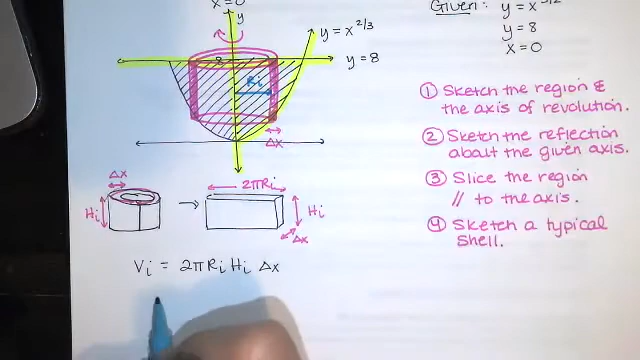 x=0
y
y = x^{2/3}
8
y = 8
Ri
Δx
Δx
Hi
2πRi
Hi
Δx
Vi = 2πRi Hi Δx
Given: y = x^{3/2}
y = 8
x = 0
① Sketch the region &
the axis of revolution.
② Sketch the reflection
about the given axis.
③ Slice the region
// to the axis.
④ Sketch a typical
shell.